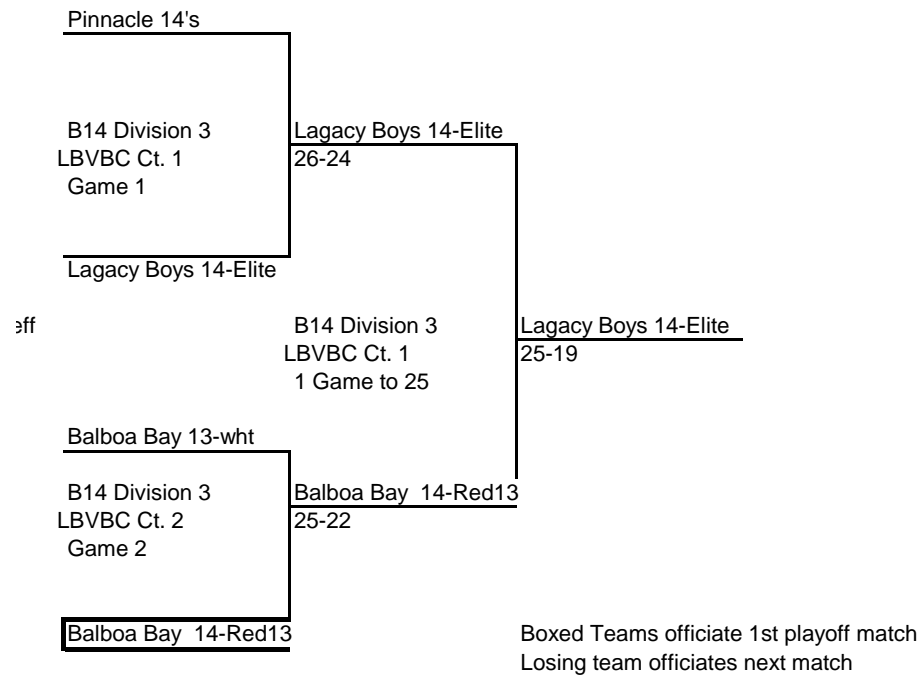 Pinnacle 14's
B14 Division 3
Lagacy Boys 14-Elite
LBVBC Ct. 1
26-24
Game 1
Lagacy Boys 14-Elite
eff
B14 Division 3
Lagacy Boys 14-Elite
LBVBC Ct. 1
25-19
1 Game to 25
Balboa Bay 13-wht
B14 Division 3
Balboa Bay  14-Red13
LBVBC Ct. 2
25-22
Game 2
Balboa Bay  14-Red13
Boxed Teams officiate 1st playoff match
Losing team officiates next match